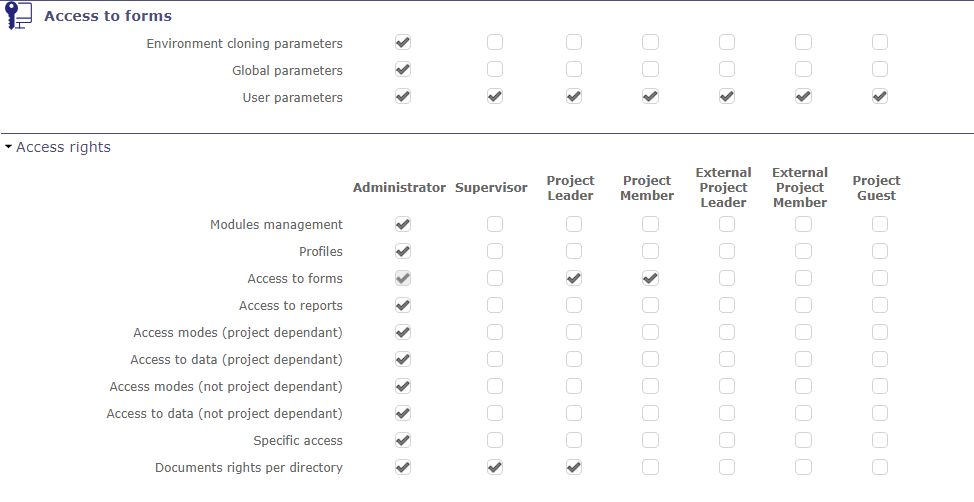 Access to forms
Environment cloning parameters
Global parameters
User parameters
Access rights
Administrator Supervisor Project Leader Project Member External Project Leader External Project Member Project Guest
Modules management
Profiles
Access to forms
Access to reports
Access modes (project dependant)
Access to data (project dependant)
Access modes (not project dependant)
Access to data (not project dependant)
Specific access
Documents rights per directory